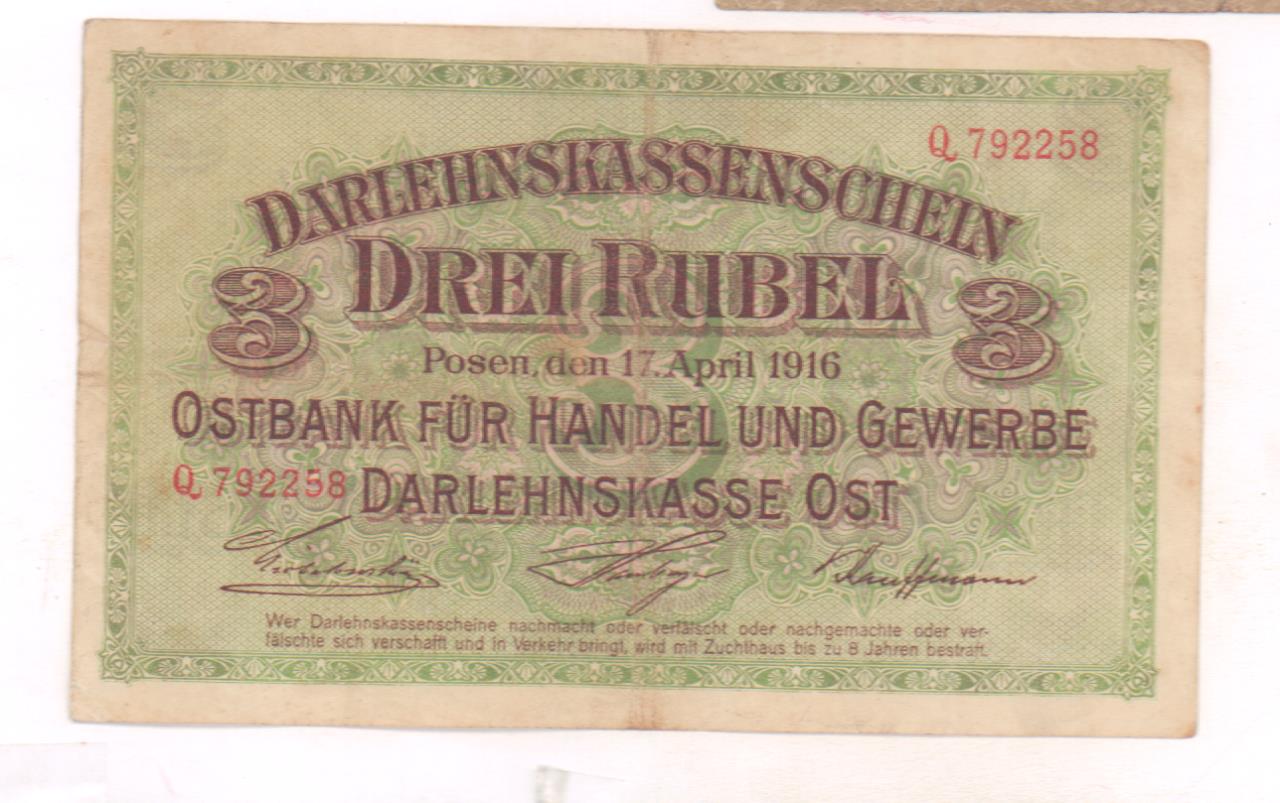 Q 792258
DARLEHNSKASSENSCHEIN
3 DREI RUBEL 3
Posen, den 17. April 1916
OSTBANK FÜR HANDEL UND GEWERBE
Q 792258 DARLEHNSKASSE OST
Kauffmann
Wer Darlehnskassenscheine nachmacht oder verfälscht oder nachgemachte oder ver-
fälschte sich verschafft und in Verkehr bringt, wird mit Zuchthaus bis zu 8 Jahren bestraft.